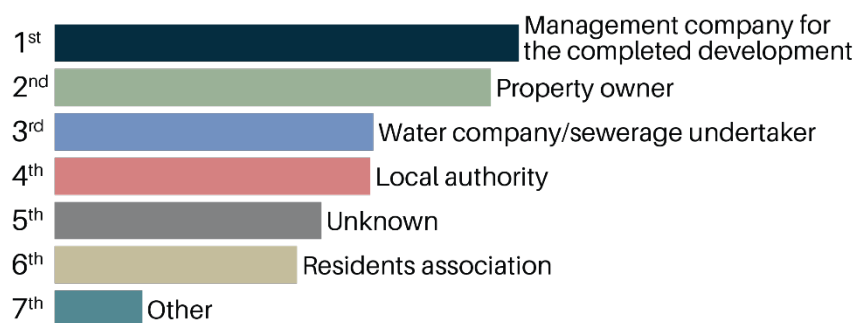 1st Management company for
the completed development
2nd Property owner
3rd Water company/sewerage undertaker
4th Local authority
5th Unknown
6th Residents association
7th Other